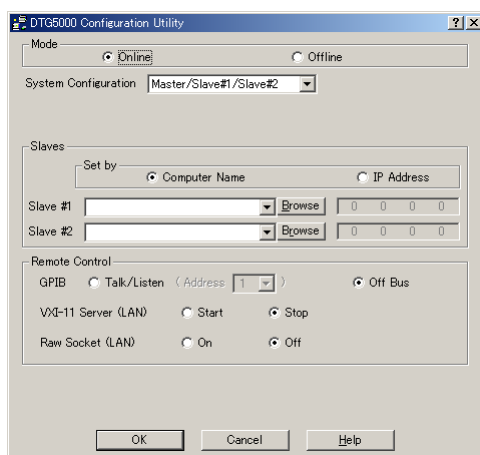 DTG5000 Configuration Utility
Mode
Online Offline
System Configuration Master/Slave#1/Slave#2
Slaves
Set by
Computer Name IP Address
Slave #1 Browse 0 0 0 0
Slave #2 Browse 0 0 0 0
Remote Control
GPIB Talk/Listen ( Address 1 ) Off Bus
VXI-11 Server (LAN) Start Stop
Raw Socket (LAN) On Off
OK Cancel Help